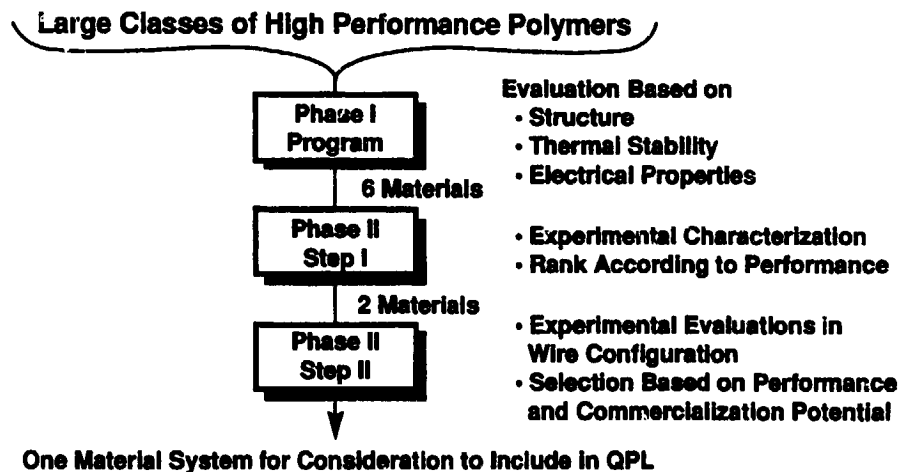 Large Classes of High Performance Polymers
Phase I
Program
Evaluation Based on
• Structure
• Thermal Stability
• Electrical Properties
6 Materials
Phase II
Step I
• Experimental Characterization
• Rank According to Performance
2 Materials
Phase II
Step II
• Experimental Evaluations in
Wire Configuration
• Selection Based on Performance
and Commercialization Potential
One Material System for Consideration to Include in QPL